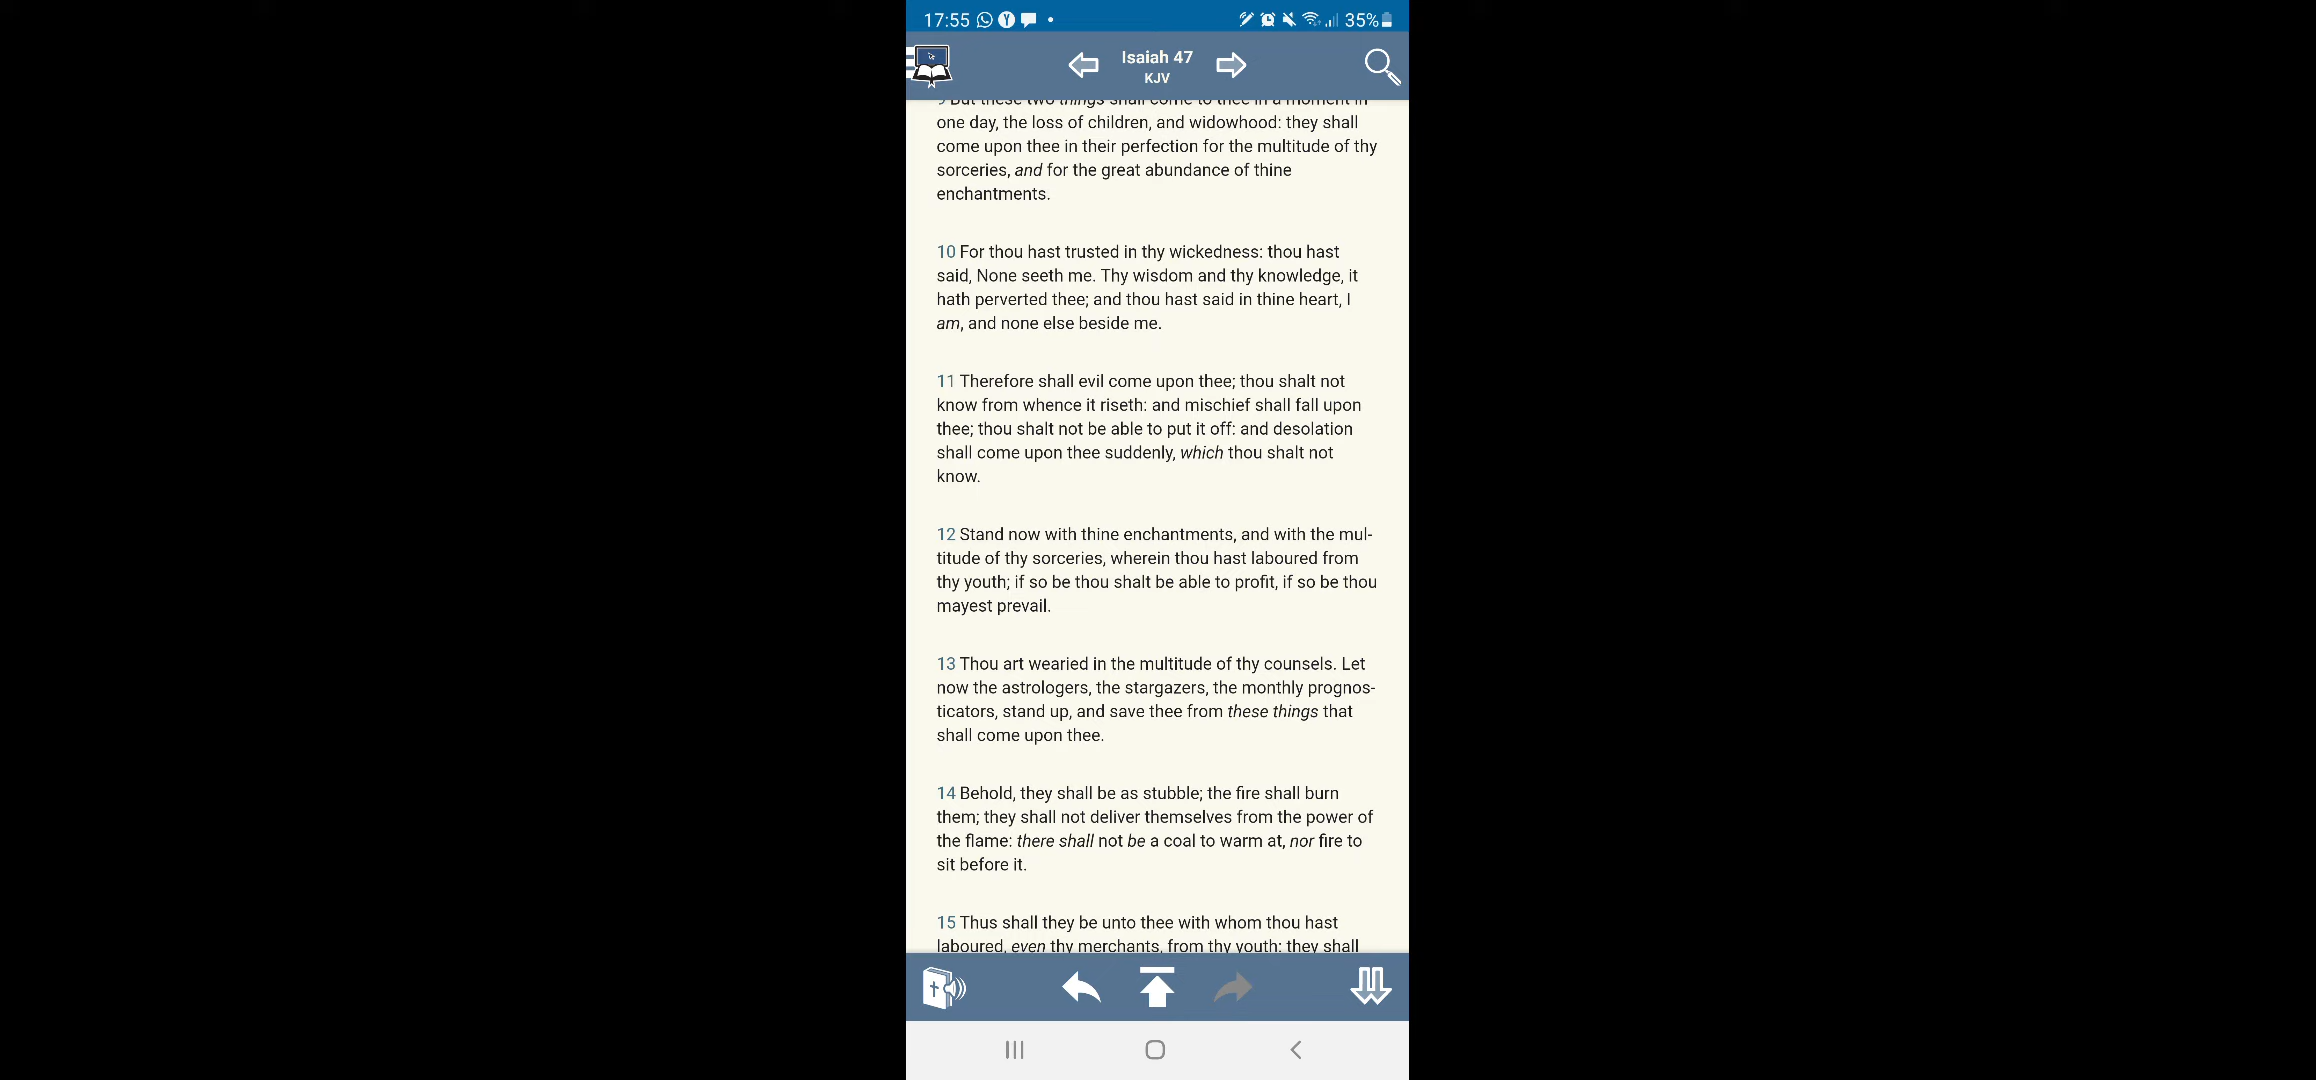 17:55
35%
Isaiah 47
KJV
9 But these two things shall come to thee in a moment in
one day, the loss of children, and widowhood: they shall
come upon thee in their perfection for the multitude of thy
sorceries, and for the great abundance of thine
enchantments.
10 For thou hast trusted in thy wickedness: thou hast
said, None seeth me. Thy wisdom and thy knowledge, it
hath perverted thee; and thou hast said in thine heart, I
am, and none else beside me.
11 Therefore shall evil come upon thee; thou shalt not
know from whence it riseth: and mischief shall fall upon
thee; thou shalt not be able to put it off: and desolation
shall come upon thee suddenly, which thou shalt not
know.
12 Stand now with thine enchantments, and with the mul-
titude of thy sorceries, wherein thou hast laboured from
thy youth; if so be thou shalt be able to profit, if so be thou
mayest prevail.
13 Thou art wearied in the multitude of thy counsels. Let
now the astrologers, the stargazers, the monthly prognos-
ticators, stand up, and save thee from these things that
shall come upon thee.
14 Behold, they shall be as stubble; the fire shall burn
them; they shall not deliver themselves from the power of
the flame: there shall not be a coal to warm at, nor fire to
sit before it.
15 Thus shall they be unto thee with whom thou hast
laboured, even thy merchants, from thy youth: they shall